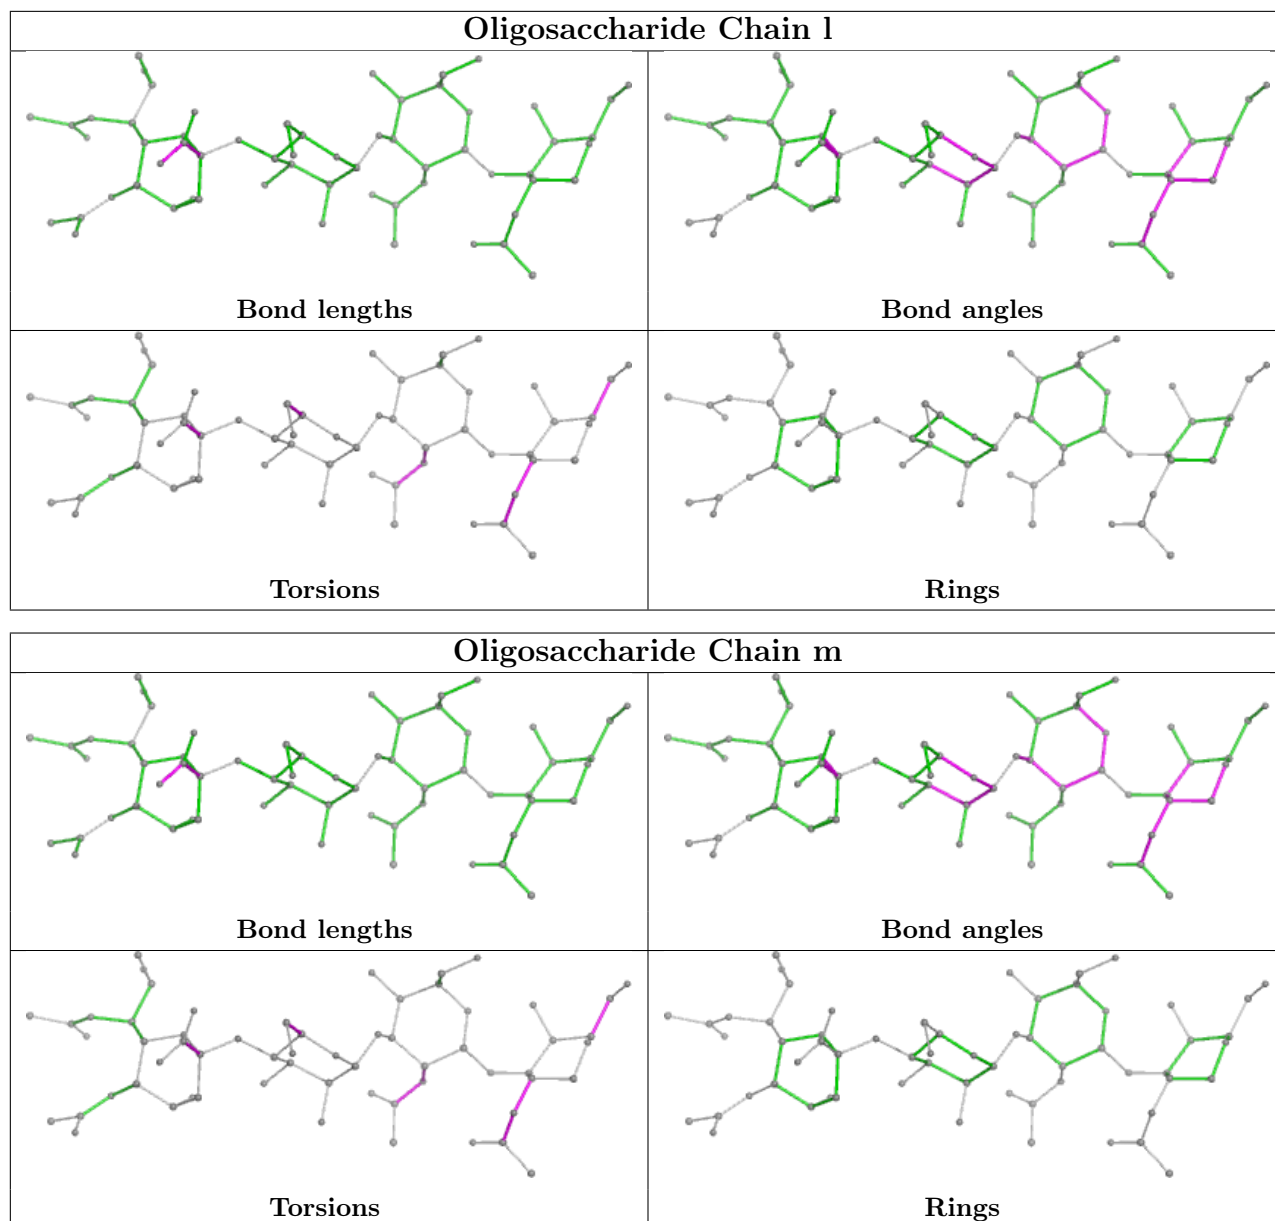 Oligosaccharide Chain l
Bond lengths
Bond angles
Torsions
Rings
Oligosaccharide Chain m
Bond lengths
Bond angles
Torsions
Rings